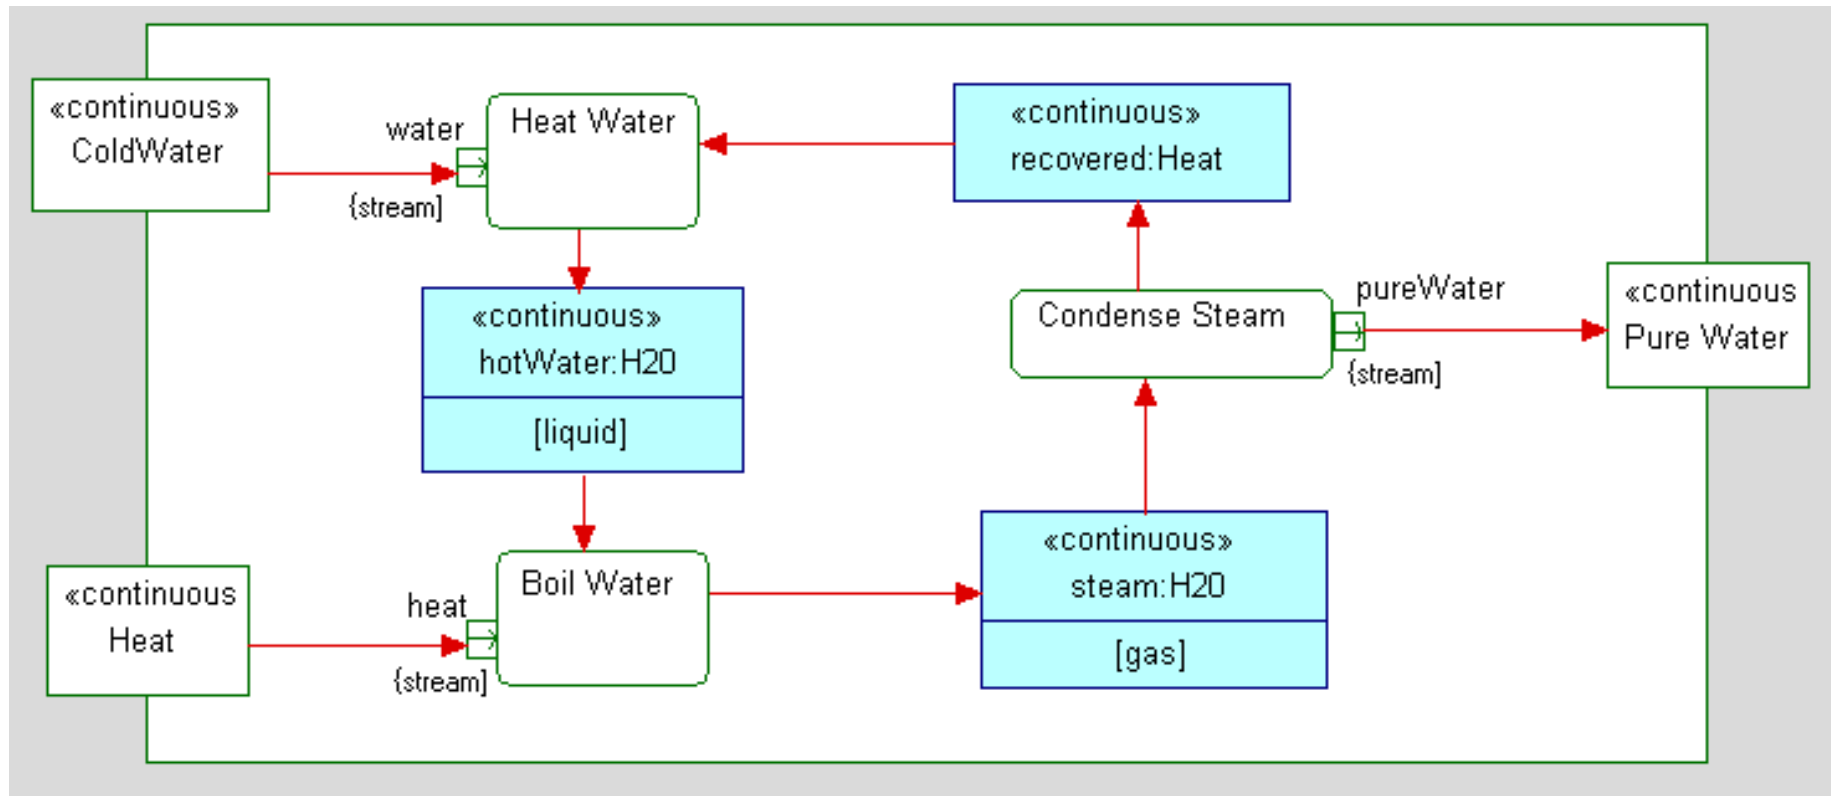 «continuous»
ColdWater
water
{stream]
Heat Water
«continuous»
recovered:Heat
«continuous»
hotWater:H20
[liquid]
Condense Steam
pureWater
{stream]
«continuous
Pure Water
«continuous
Heat
heat
{stream]
Boil Water
«continuous»
steam:H20
[gas]